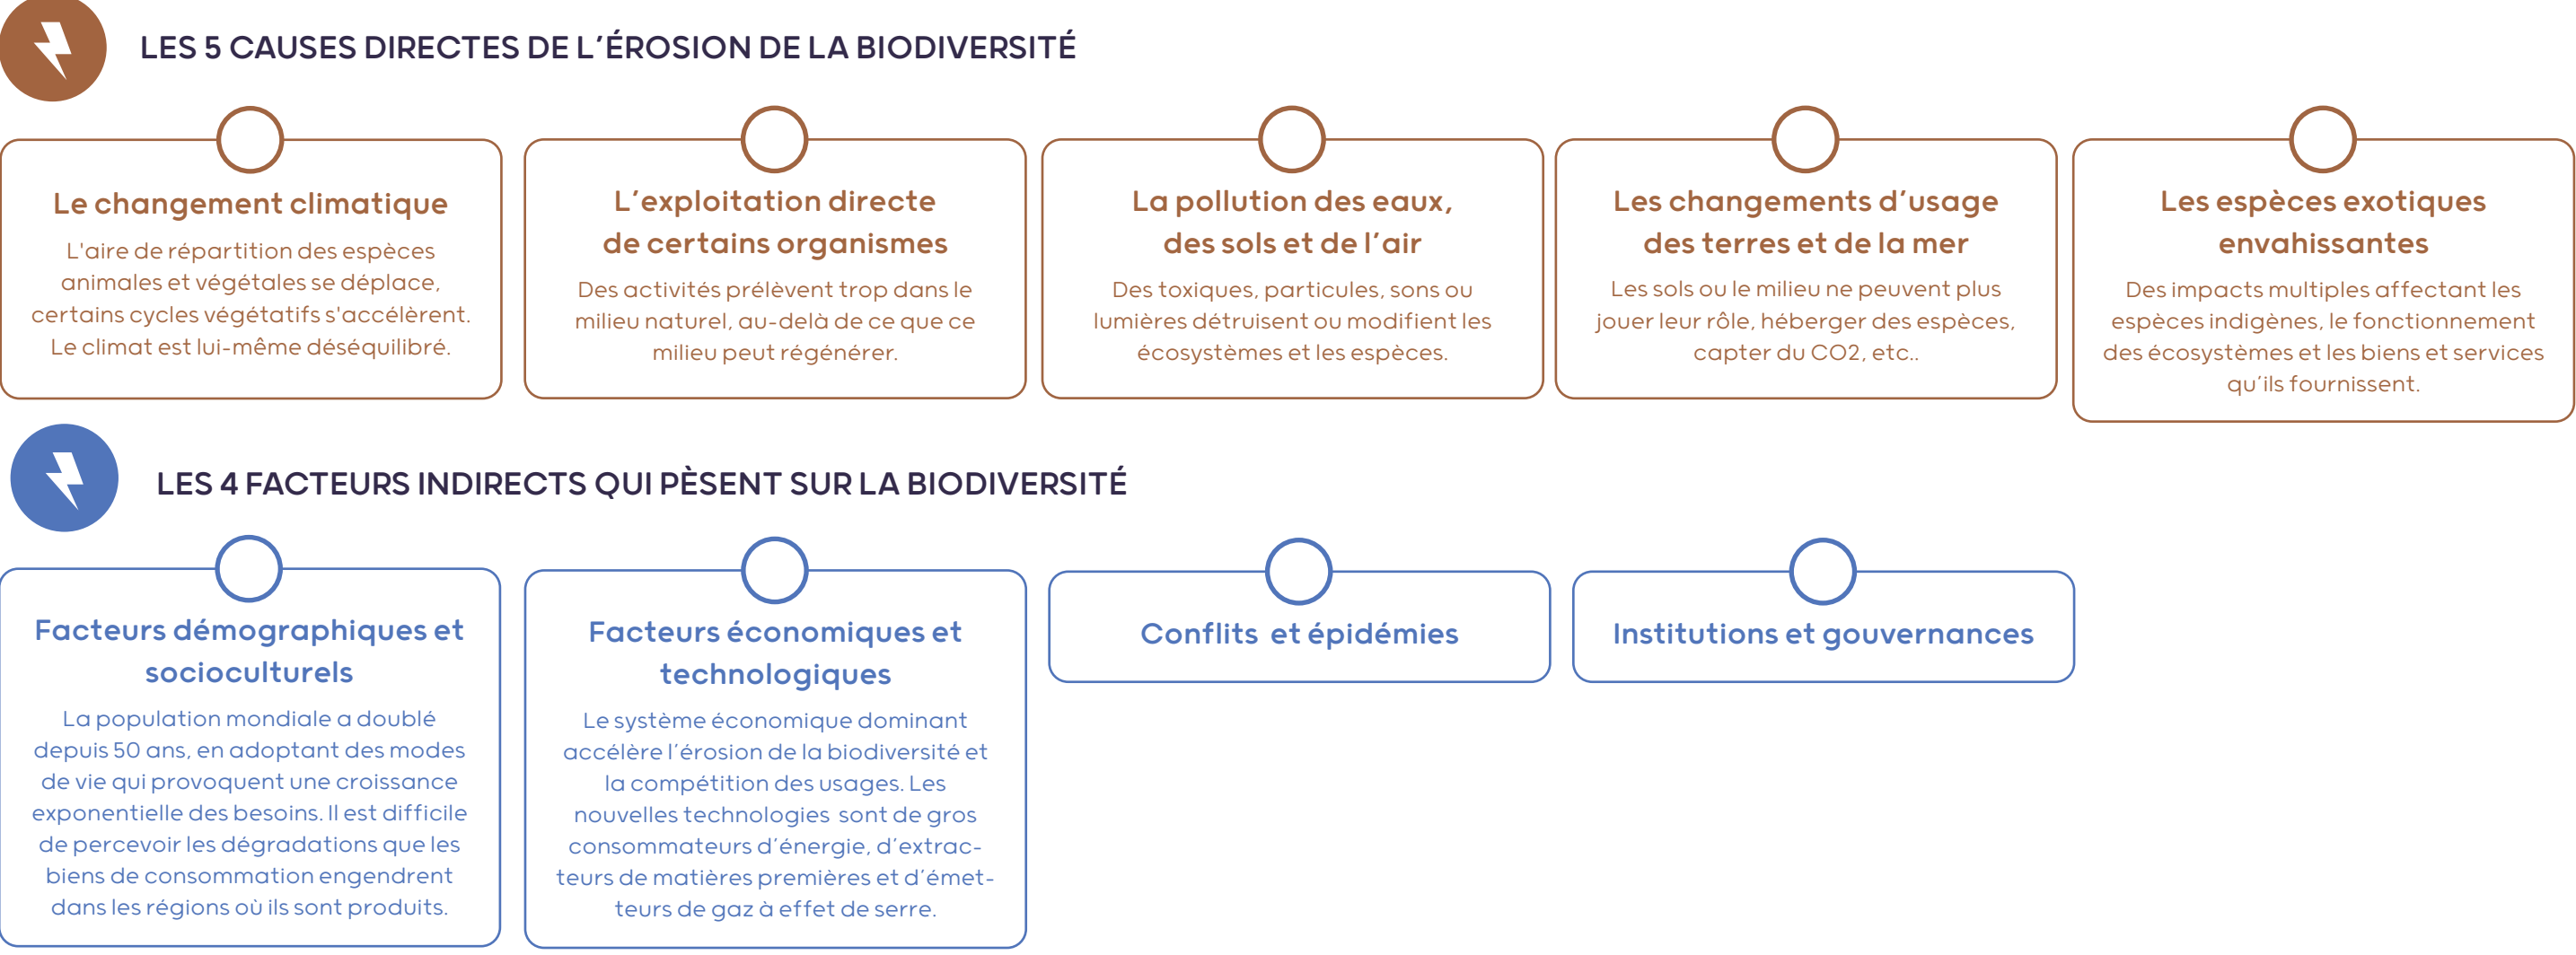 LES 5 CAUSES DIRECTES DE L’ÉROSION DE LA BIODIVERSITÉ
Le changement climatique
L'aire de répartition des espèces
animales et végétales se déplace,
certains cycles végétatifs s'accélèrent.
Le climat est lui-même déséquilibré.
L’exploitation directe
de certains organismes
Des activités prélèvent trop dans le
milieu naturel, au-delà de ce que ce
milieu peut régénérer.
La pollution des eaux,
des sols et de l’air
Des toxiques, particules, sons ou
lumières détruisent ou modifient les
écosystèmes et les espèces.
Les changements d’usage
des terres et de la mer
Les sols ou le milieu ne peuvent plus
jouer leur rôle, héberger des espèces,
capter du CO2, etc..
Les espèces exotiques
envahissantes
Des impacts multiples affectant les
espèces indigènes, le fonctionnement
des écosystèmes et les biens et services
qu’ils fournissent.
LES 4 FACTEURS INDIRECTS QUI PÈSENT SUR LA BIODIVERSITÉ
Facteurs démographiques et
socioculturels
La population mondiale a doublé
depuis 50 ans, en adoptant des modes
de vie qui provoquent une croissance
exponentielle des besoins. Il est difficile
de percevoir les dégradations que les
biens de consommation engendrent
dans les régions où ils sont produits.
Facteurs économiques et
technologiques
Le système économique dominant
accélère l’érosion de la biodiversité et
la compétition des usages. Les
nouvelles technologies sont de gros
consommateurs d’énergie, d’extrac-
teurs de matières premières et d’émet-
teurs de gaz à effet de serre.
Conflits et épidémies
Institutions et gouvernances